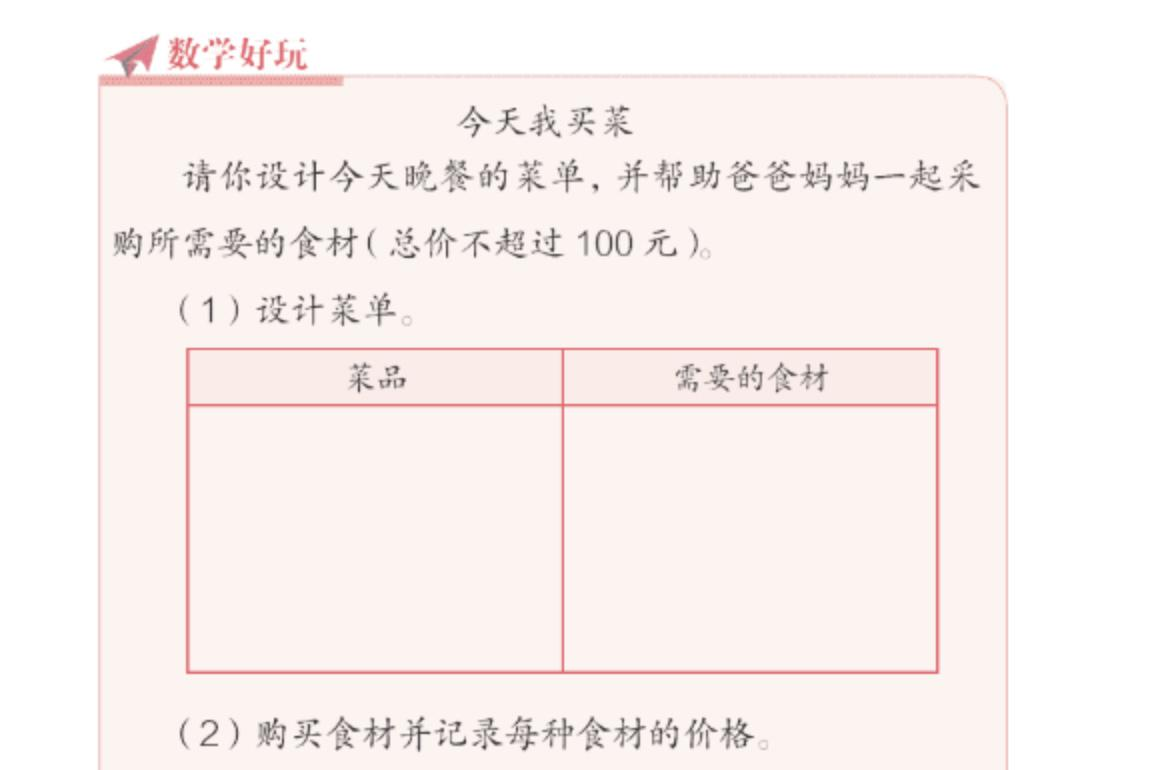 数学好玩
今天我买菜
请你设计今天晚餐的菜单，并帮助爸爸妈妈一起采
购所需要的食材（总价不超过 100 元）。
（1）设计菜单。
菜品 需要的食材
（2）购买食材并记录每种食材的价格。